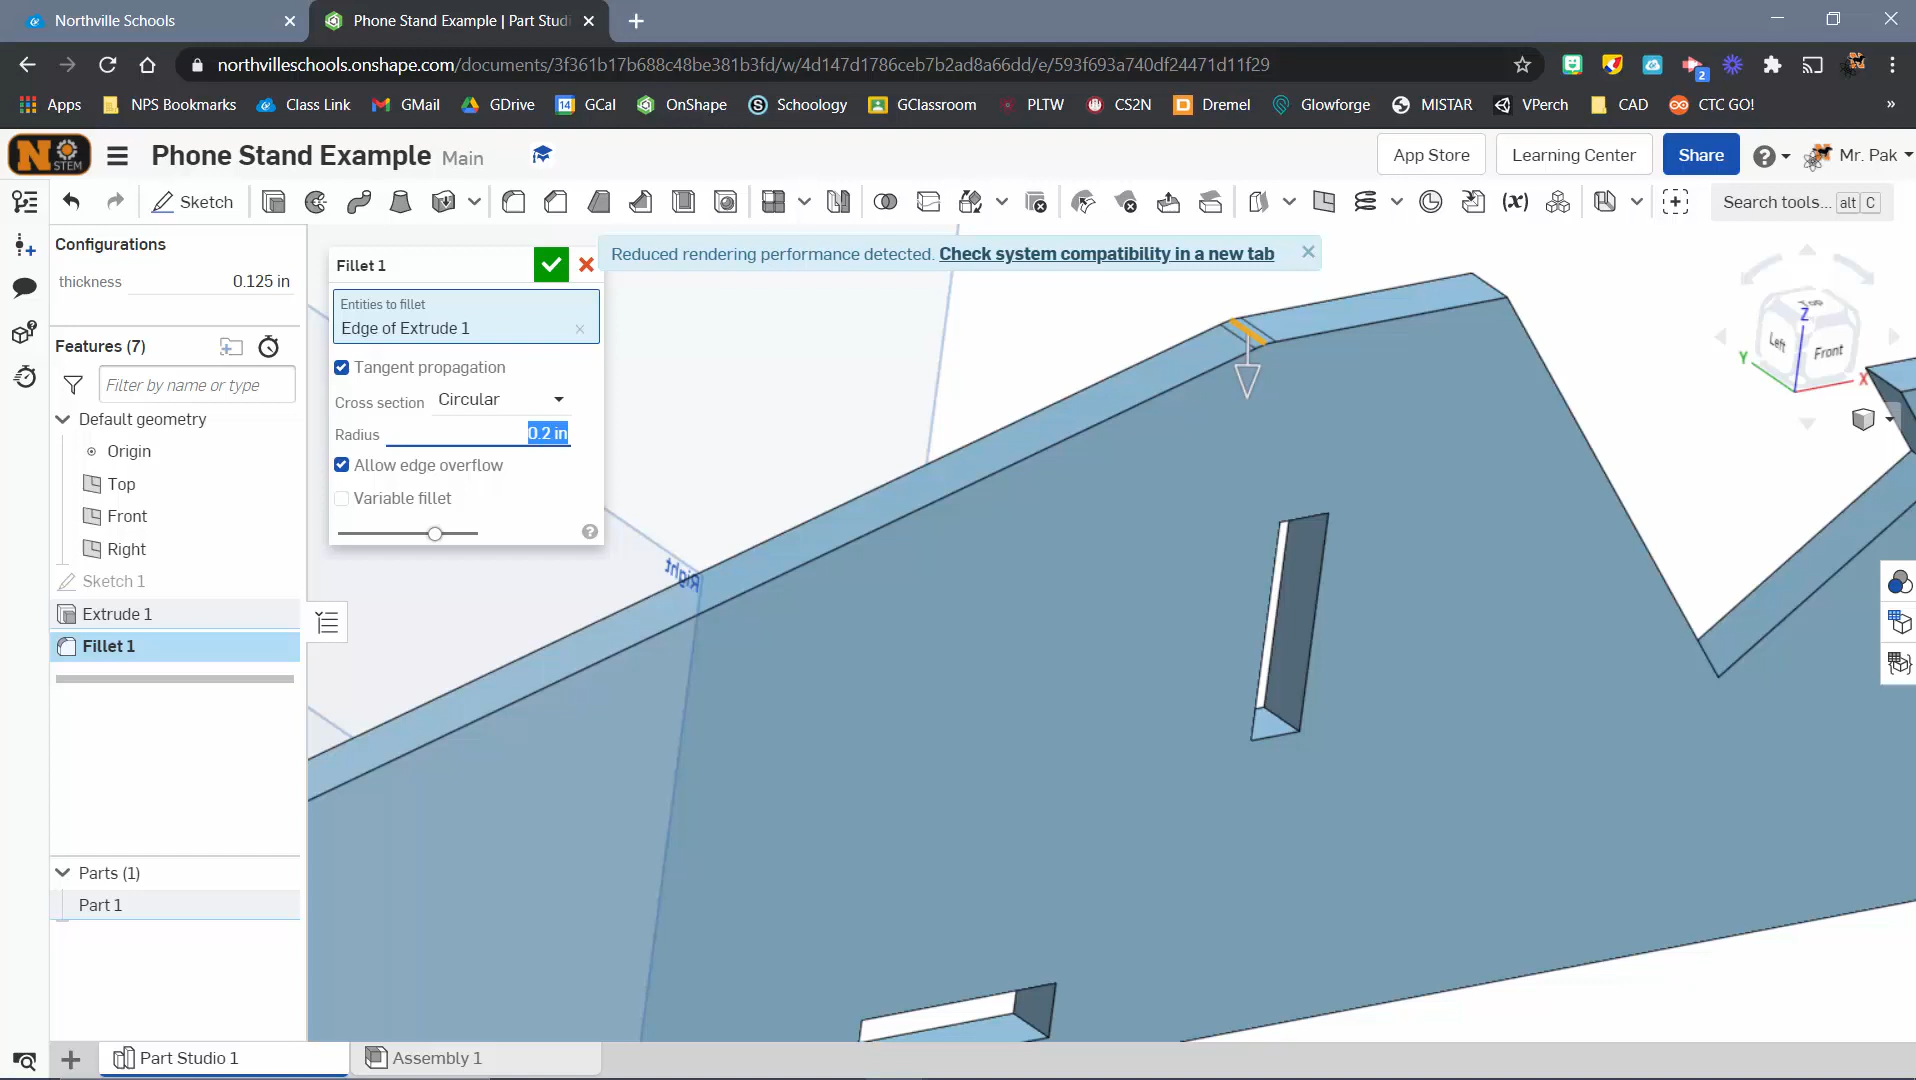 Northville Schools
Phone Stand Example | Part Studi
northvilleschools.onshape.com/documents/3f361b17b688c48be381b3fd/w/4d147d1786ceb7b2ad8a66dd/e/593f693a740df24471d11f29
2
Apps NPS Bookmarks Class Link GMail GDrive 14 GCal OnShape Schoology GClassroom PLTW CS2N Dremel Glowforge MISTAR VPerch CAD CTC GO! »
N STEM Phone Stand Example Main App Store Learning Center Share Mr. Pak
Sketch (x) Search tools... alt C
Configurations
thickness 0.125 in
Features (7)
Filter by name or type
Default geometry
Origin
Top
Front
Right
Sketch 1
Extrude 1
Fillet 1
Parts (1)
Part 1
Fillet 1
Entities to fillet
Edge of Extrude 1
Tangent propagation
Cross section Circular
Radius 0.2 in
Allow edge overflow
Variable fillet
Reduced rendering performance detected. Check system compatibility in a new tab
Top
Z
Left Front
Y
X
Right
Part Studio 1 Assembly 1